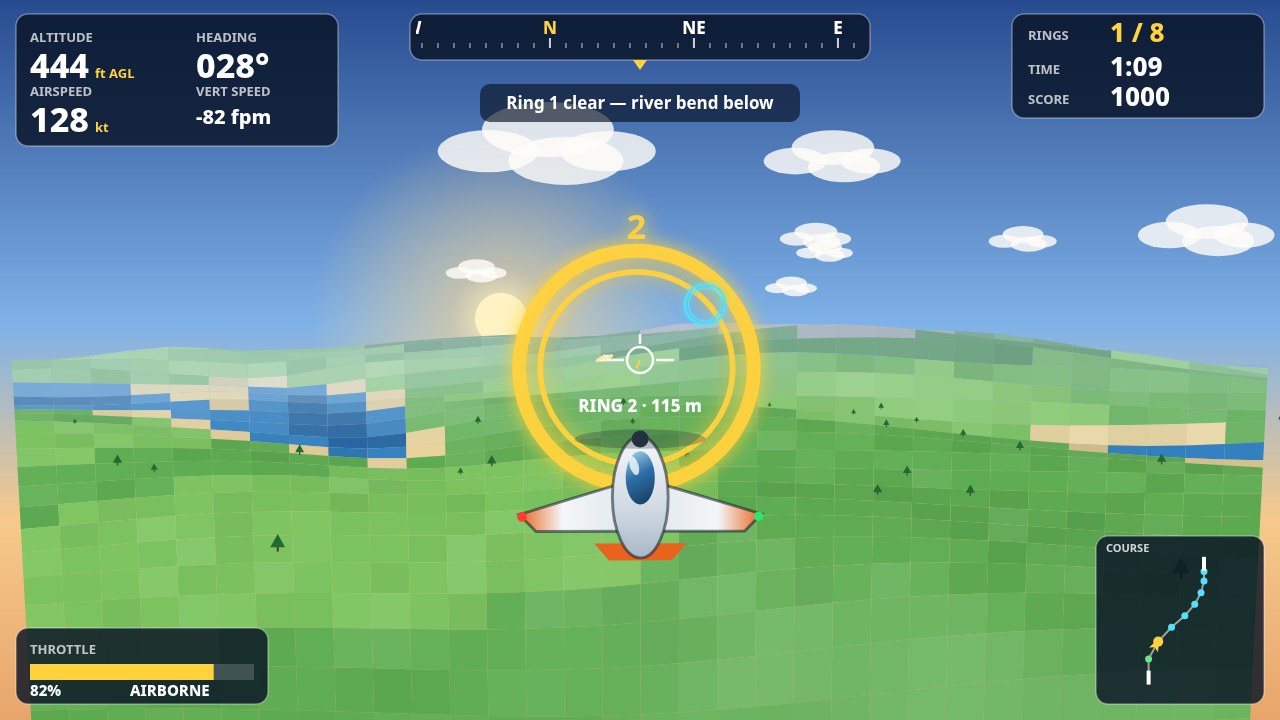 ALTITUDE
444 ft AGL
HEADING
028°
AIRSPEED
128 kt
VERT SPEED
-82 fpm
N
NE
E
Ring 1 clear — river bend below
RINGS
1 / 8
TIME
1:09
SCORE
1000
2
RING 2 · 115 m
COURSE
THROTTLE
82%
AIRBORNE